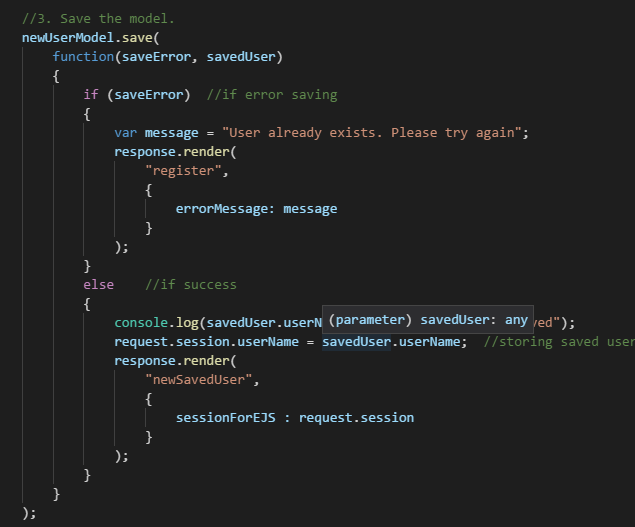 //3. Save the model.
newUserModel.save(
function(saveError, savedUser)
{
if (saveError)  //if error saving
{
var message = "User already exists. Please try again";
response.render(
"register",
{
errorMessage: message
}
);
}
else    //if success
{
console.log(savedUser.userN
(parameter) savedUser: any
ved");
request.session.userName = savedUser.userName;  //storing saved user
response.render(
"newSavedUser",
{
sessionForEJS : request.session
}
);
}
}
);